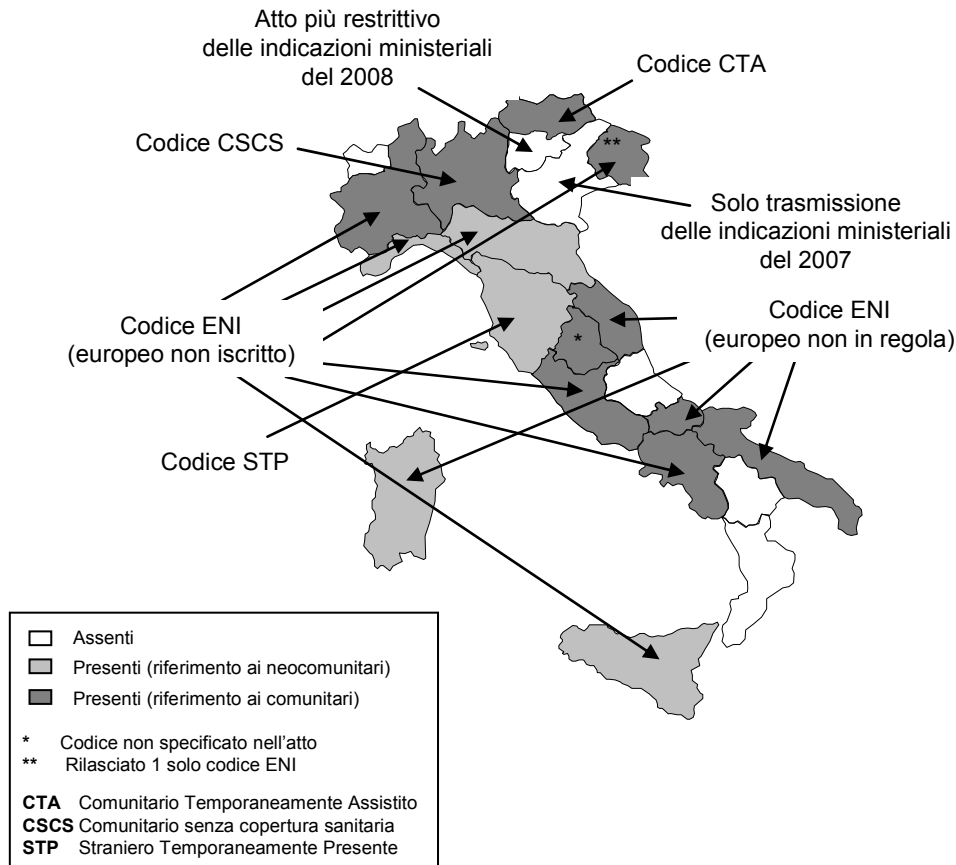 Atto più restrittivo
delle indicazioni ministeriali
del 2008
Codice CTA
Codice CSCS
**
Solo trasmissione
delle indicazioni ministeriali
del 2007
Codice ENI
(europeo non iscritto)
Codice ENI
(europeo non in regola)
*
Codice STP
Assenti
Presenti (riferimento ai neocomunitari)
Presenti (riferimento ai comunitari)
* Codice non specificato nell'atto
** Rilasciato 1 solo codice ENI
CTA Comunitario Temporaneamente Assistito
CSCS Comunitario senza copertura sanitaria
STP Straniero Temporaneamente Presente